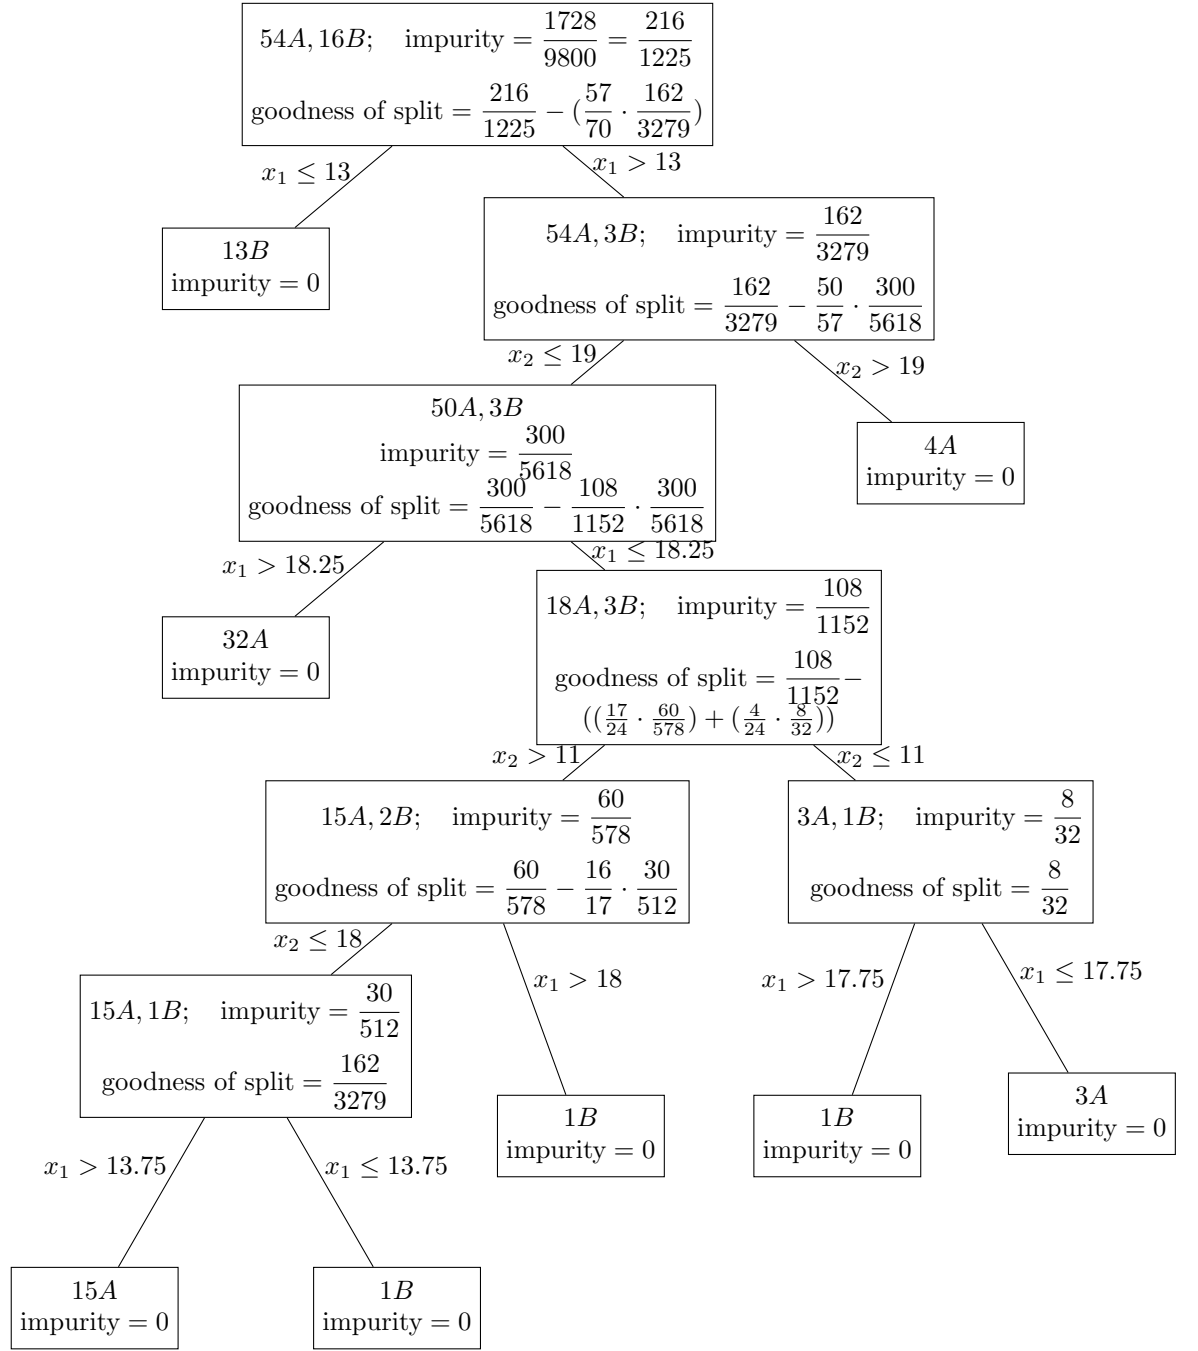 54A, 16B; impurity = 1728/9800 = 216/1225
goodness of split = 216/1225 − (57/70 · 162/3279)
x₁ ≤ 13
x₁ > 13
13B
impurity = 0
54A, 3B; impurity = 162/3279
goodness of split = 162/3279 − 50/57 · 300/5618
x₂ ≤ 19
x₂ > 19
50A, 3B
impurity = 300/5618
goodness of split = 300/5618 − 108/1152 · 300/5618
4A
impurity = 0
x₁ > 18.25
x₁ ≤ 18.25
32A
impurity = 0
18A, 3B; impurity = 108/1152
goodness of split = 108/1152 −
((17/24 · 60/578) + (4/24 · 8/32))
x₂ > 11
x₂ ≤ 11
15A, 2B; impurity = 60/578
goodness of split = 60/578 − 16/17 · 30/512
3A, 1B; impurity = 8/32
goodness of split = 8/32
x₂ ≤ 18
x₁ > 18
x₁ > 17.75
x₁ ≤ 17.75
15A, 1B; impurity = 30/512
goodness of split = 162/3279
1B
impurity = 0
1B
impurity = 0
3A
impurity = 0
x₁ > 13.75
x₁ ≤ 13.75
15A
impurity = 0
1B
impurity = 0